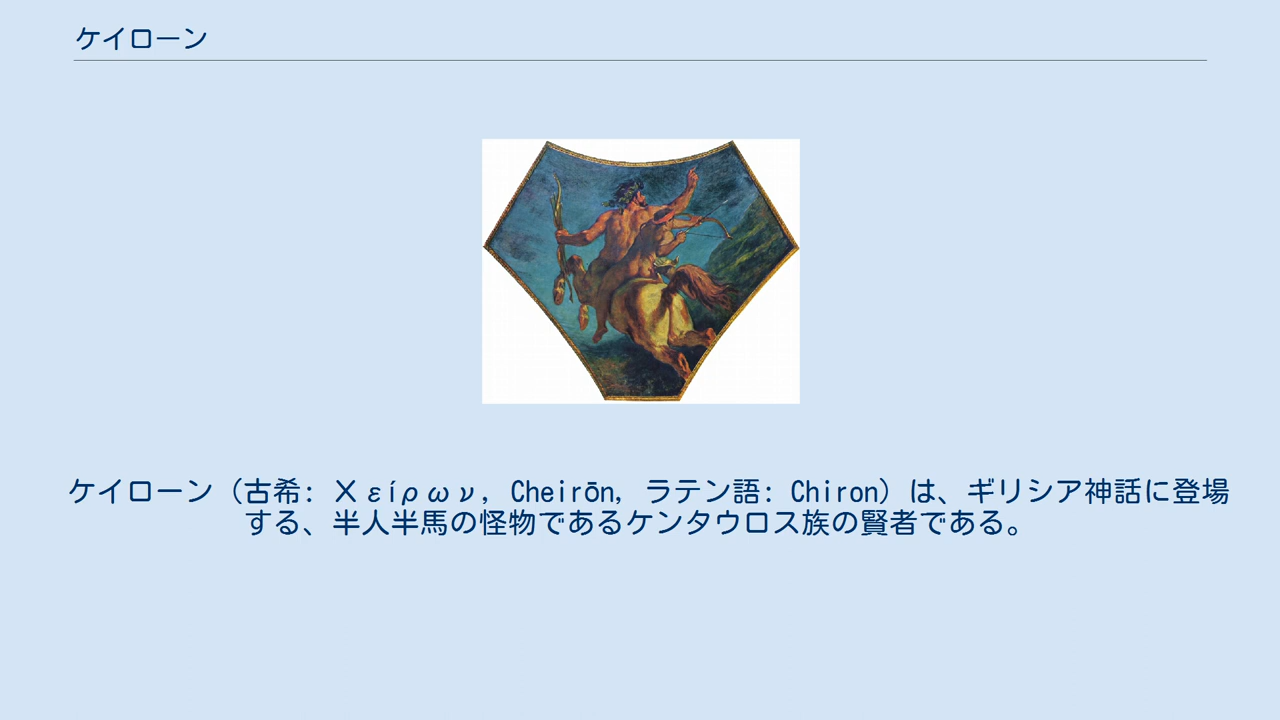 ケイローン
ケイローン（古希: Χείρων, Cheirōn, ラテン語: Chiron）は、ギリシア神話に登場
する、半人半馬の怪物であるケンタウロス族の賢者である。